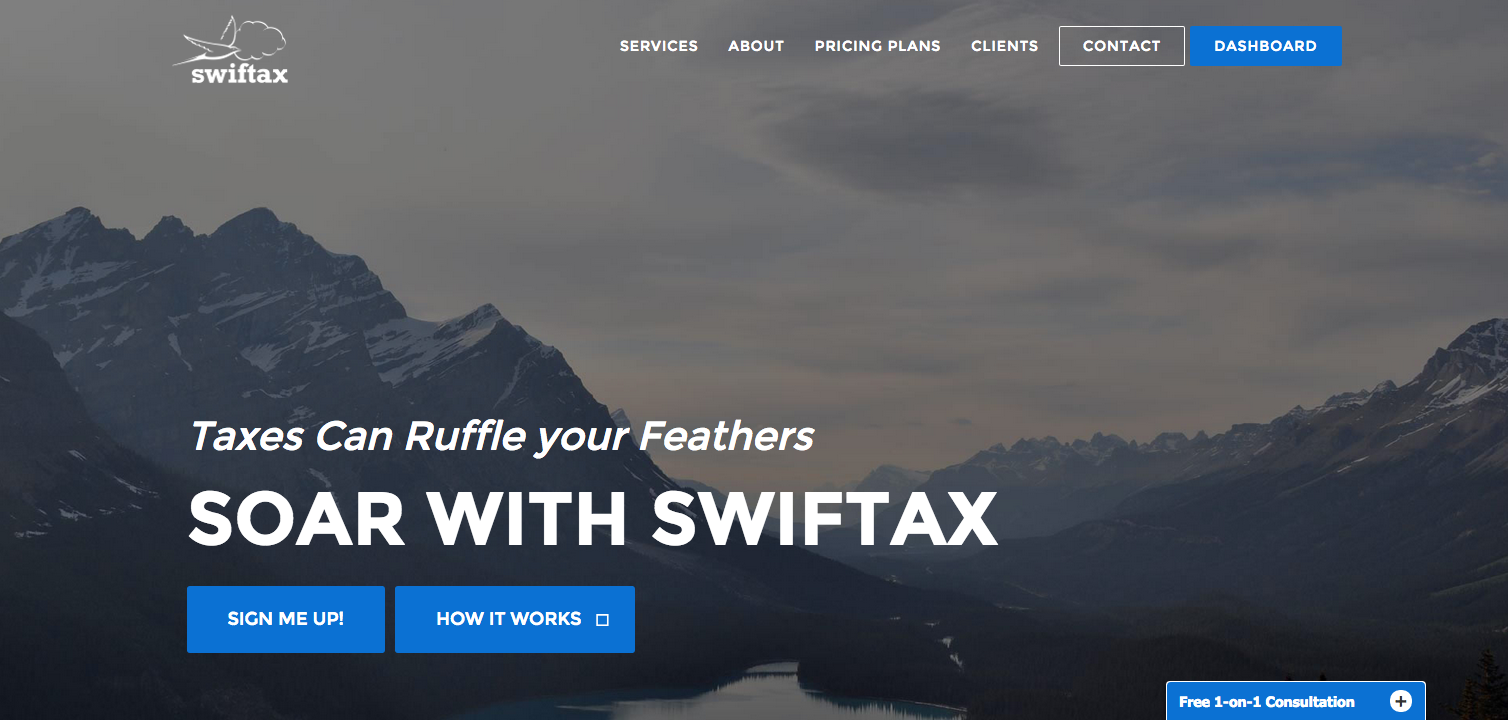 swiftax
SERVICES ABOUT PRICING PLANS CLIENTS CONTACT DASHBOARD
Taxes Can Ruffle your Feathers
SOAR WITH SWIFTAX
SIGN ME UP! HOW IT WORKS
Free 1-on-1 Consultation